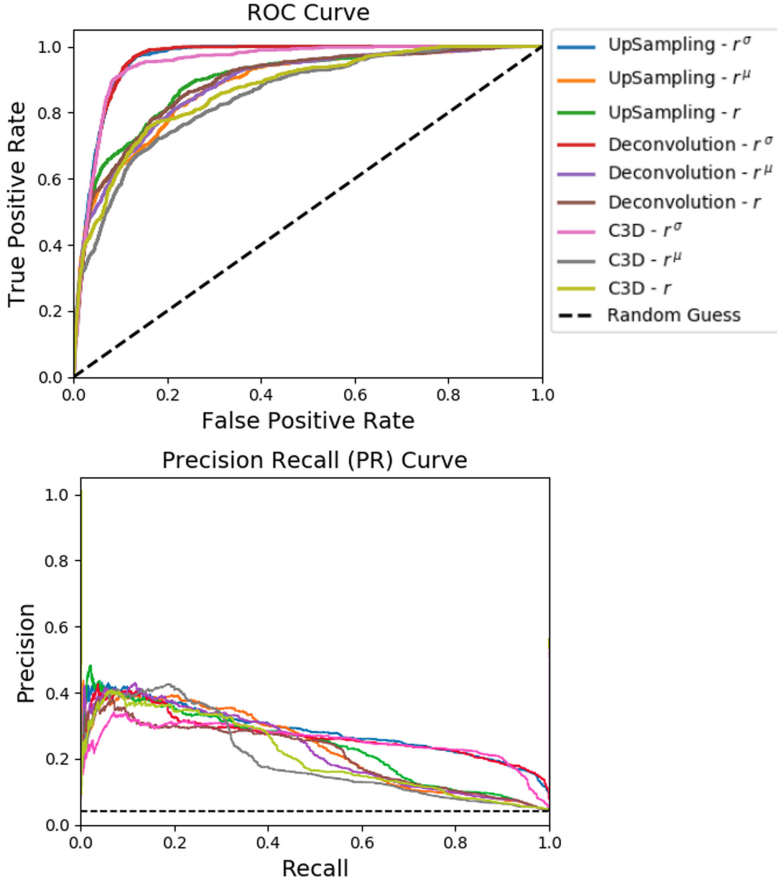 ROC Curve
1.0
0.8
0.6
0.4
0.2
0.0
True Positive Rate
0.0 0.2 0.4 0.6 0.8 1.0
False Positive Rate
UpSampling - r^σ
UpSampling - r^μ
UpSampling - r
Deconvolution - r^σ
Deconvolution - r^μ
Deconvolution - r
C3D - r^σ
C3D - r^μ
C3D - r
Random Guess
Precision Recall (PR) Curve
1.0
0.8
0.6
0.4
0.2
0.0
Precision
0.0 0.2 0.4 0.6 0.8 1.0
Recall